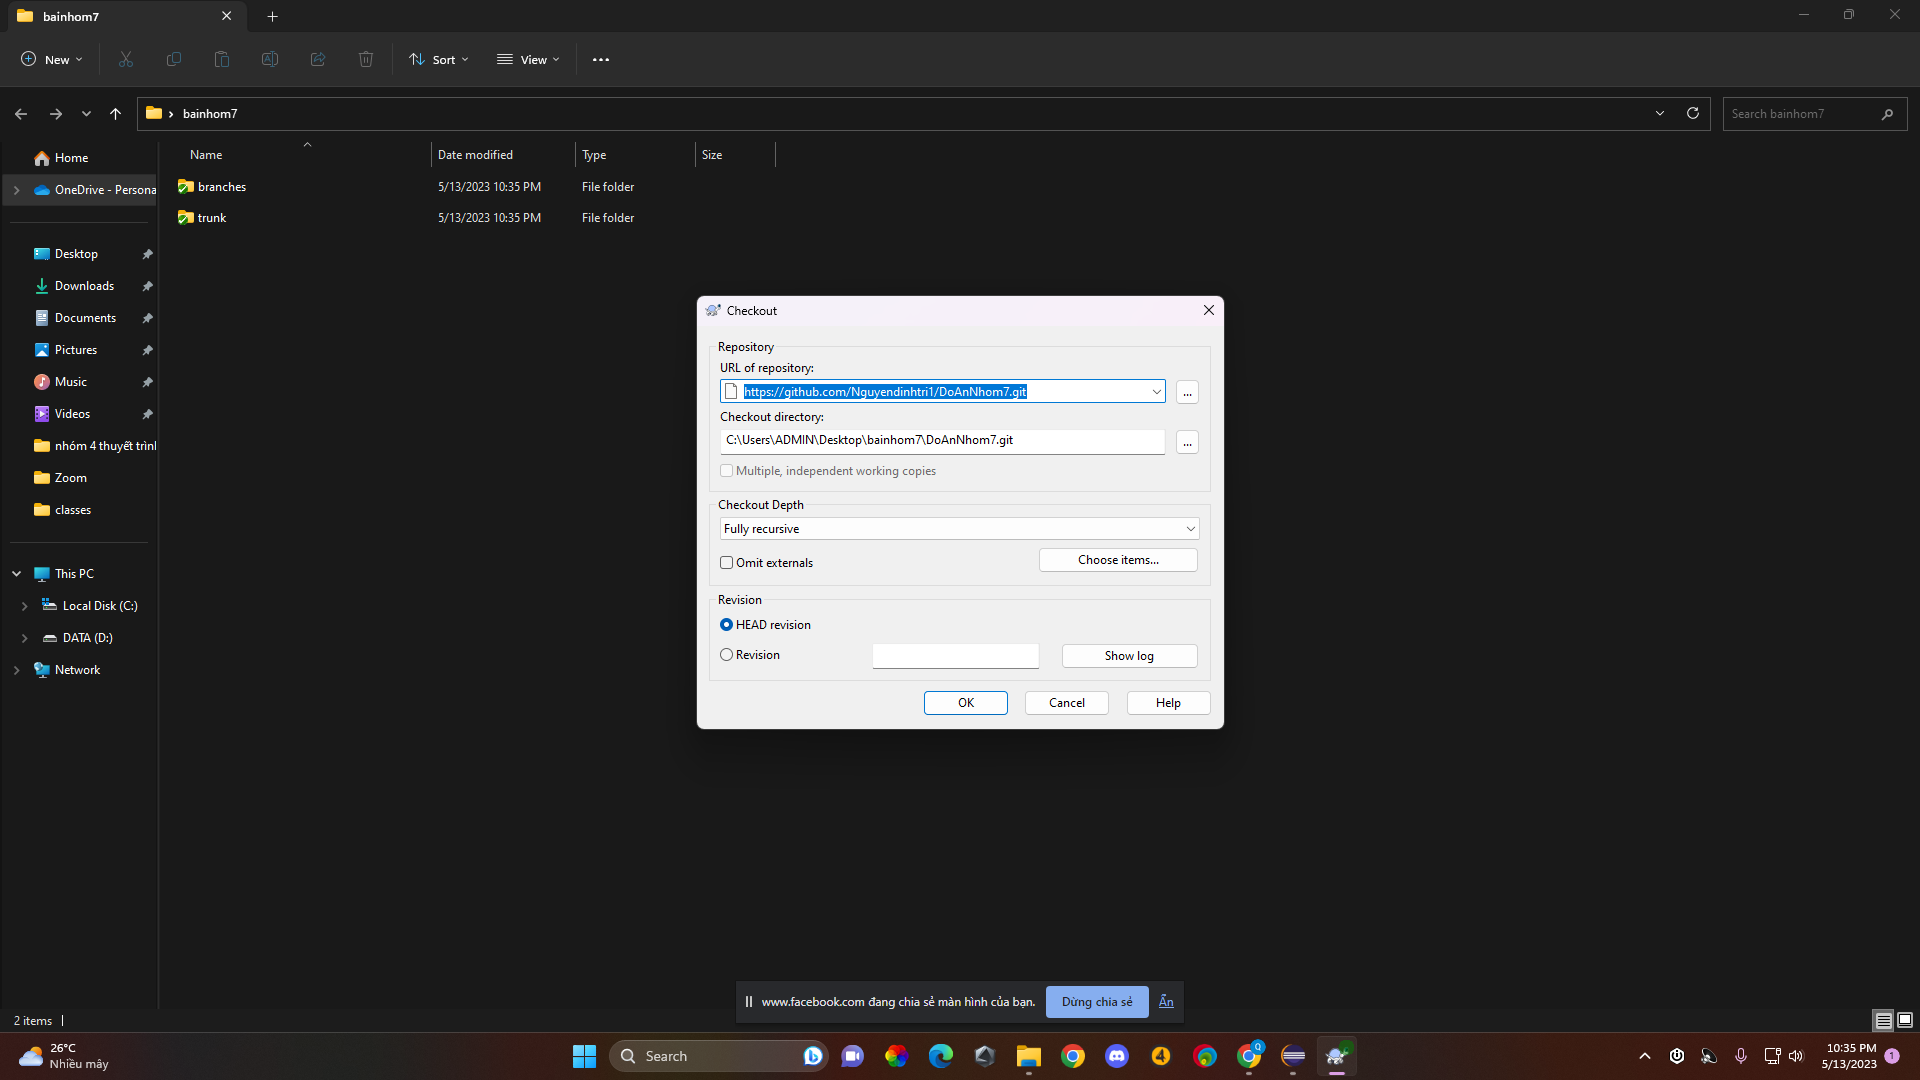 bainhom7
New
Sort
View
bainhom7
Search bainhom7
Name
Date modified
Type
Size
branches
5/13/2023 10:35 PM
File folder
trunk
5/13/2023 10:35 PM
File folder
Home
OneDrive - Persona
Desktop
Downloads
Documents
Pictures
Music
Videos
nhóm 4 thuyết trình
Zoom
classes
This PC
Local Disk (C:)
DATA (D:)
Network
Checkout
Repository
URL of repository:
https://github.com/Nguyendinhtri1/DoAnNhom7.git
...
Checkout directory:
C:\Users\ADMIN\Desktop\bainhom7\DoAnNhom7.git
...
Multiple, independent working copies
Checkout Depth
Fully recursive
Omit externals
Choose items...
Revision
HEAD revision
Revision
Show log
OK
Cancel
Help
www.facebook.com đang chia sẻ màn hình của bạn.
Dừng chia sẻ
Ẩn
2 items
26°C
Nhiều mây
Search
10:35 PM
5/13/2023
1